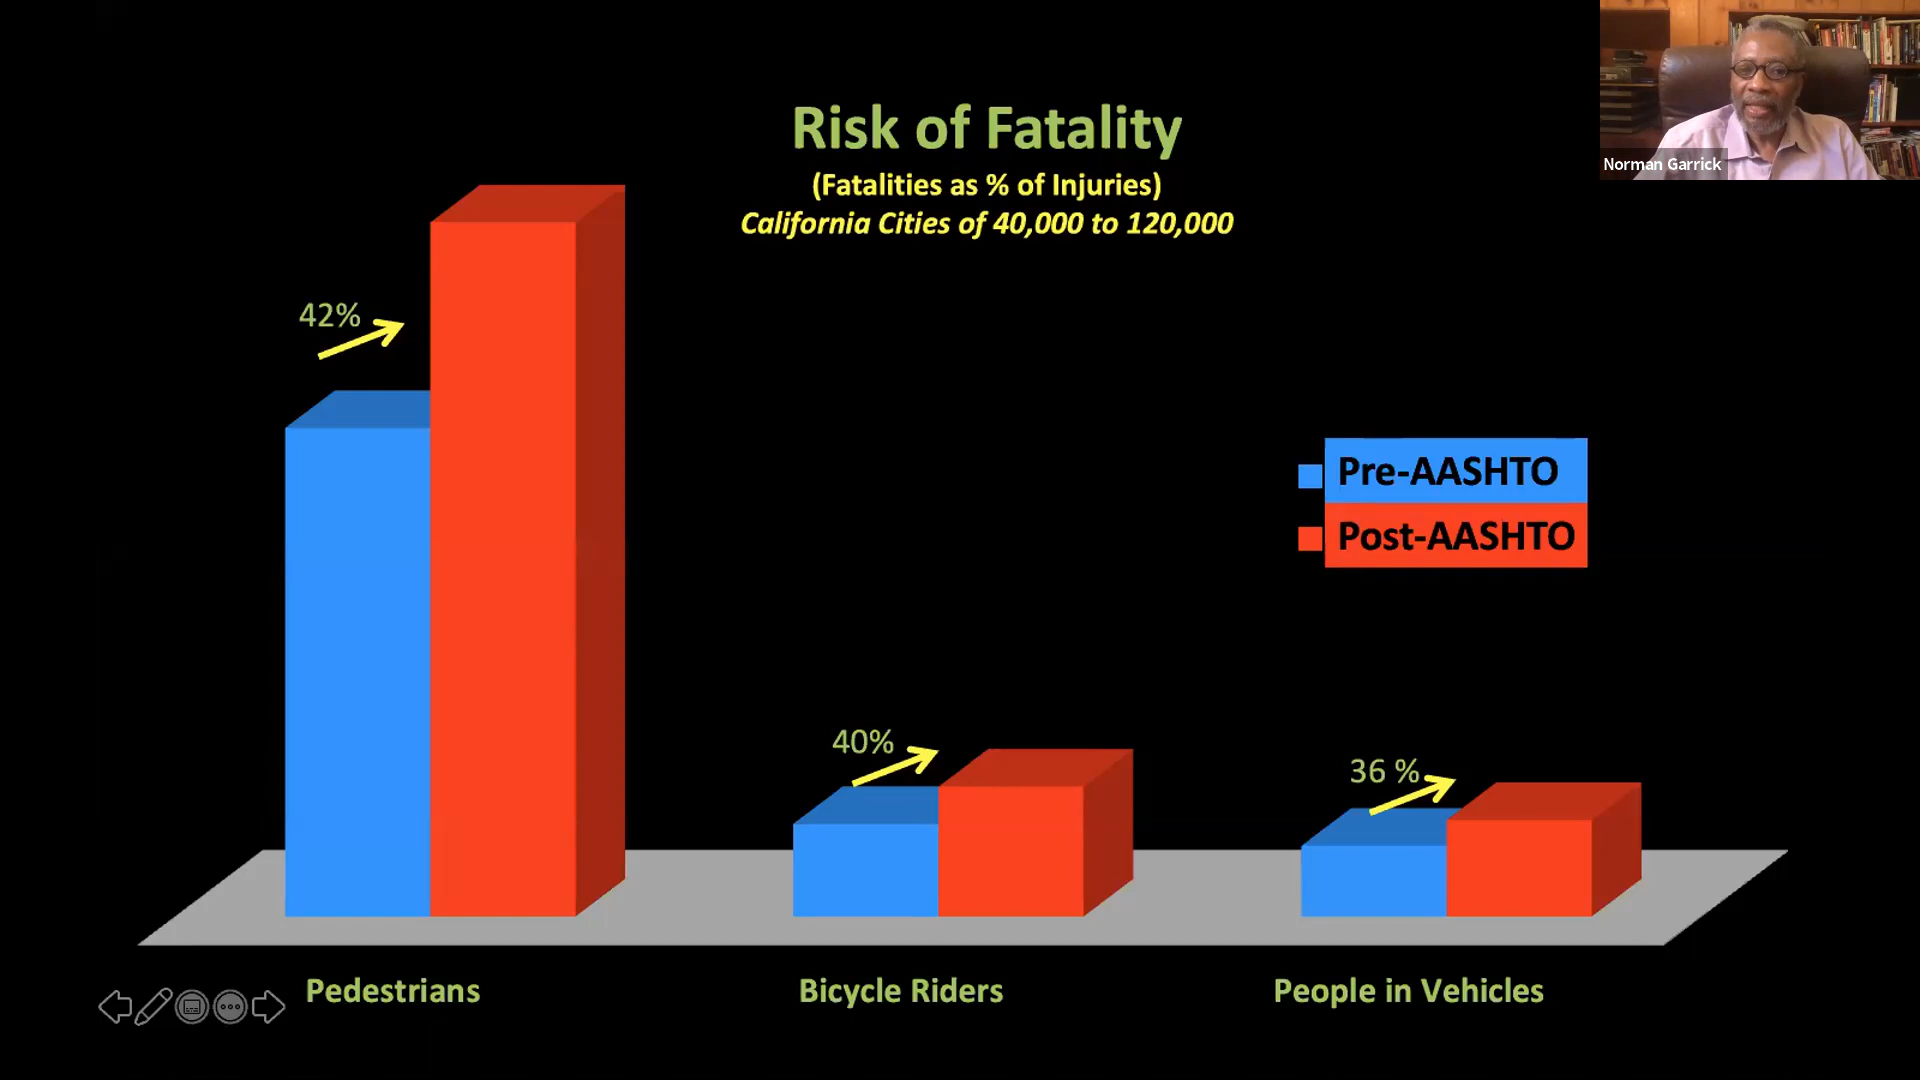 Risk of Fatality
(Fatalities as % of Injuries)
California Cities of 40,000 to 120,000
Norman Garrick
42%
40%
36 %
Pre-AASHTO
Post-AASHTO
Pedestrians
Bicycle Riders
People in Vehicles